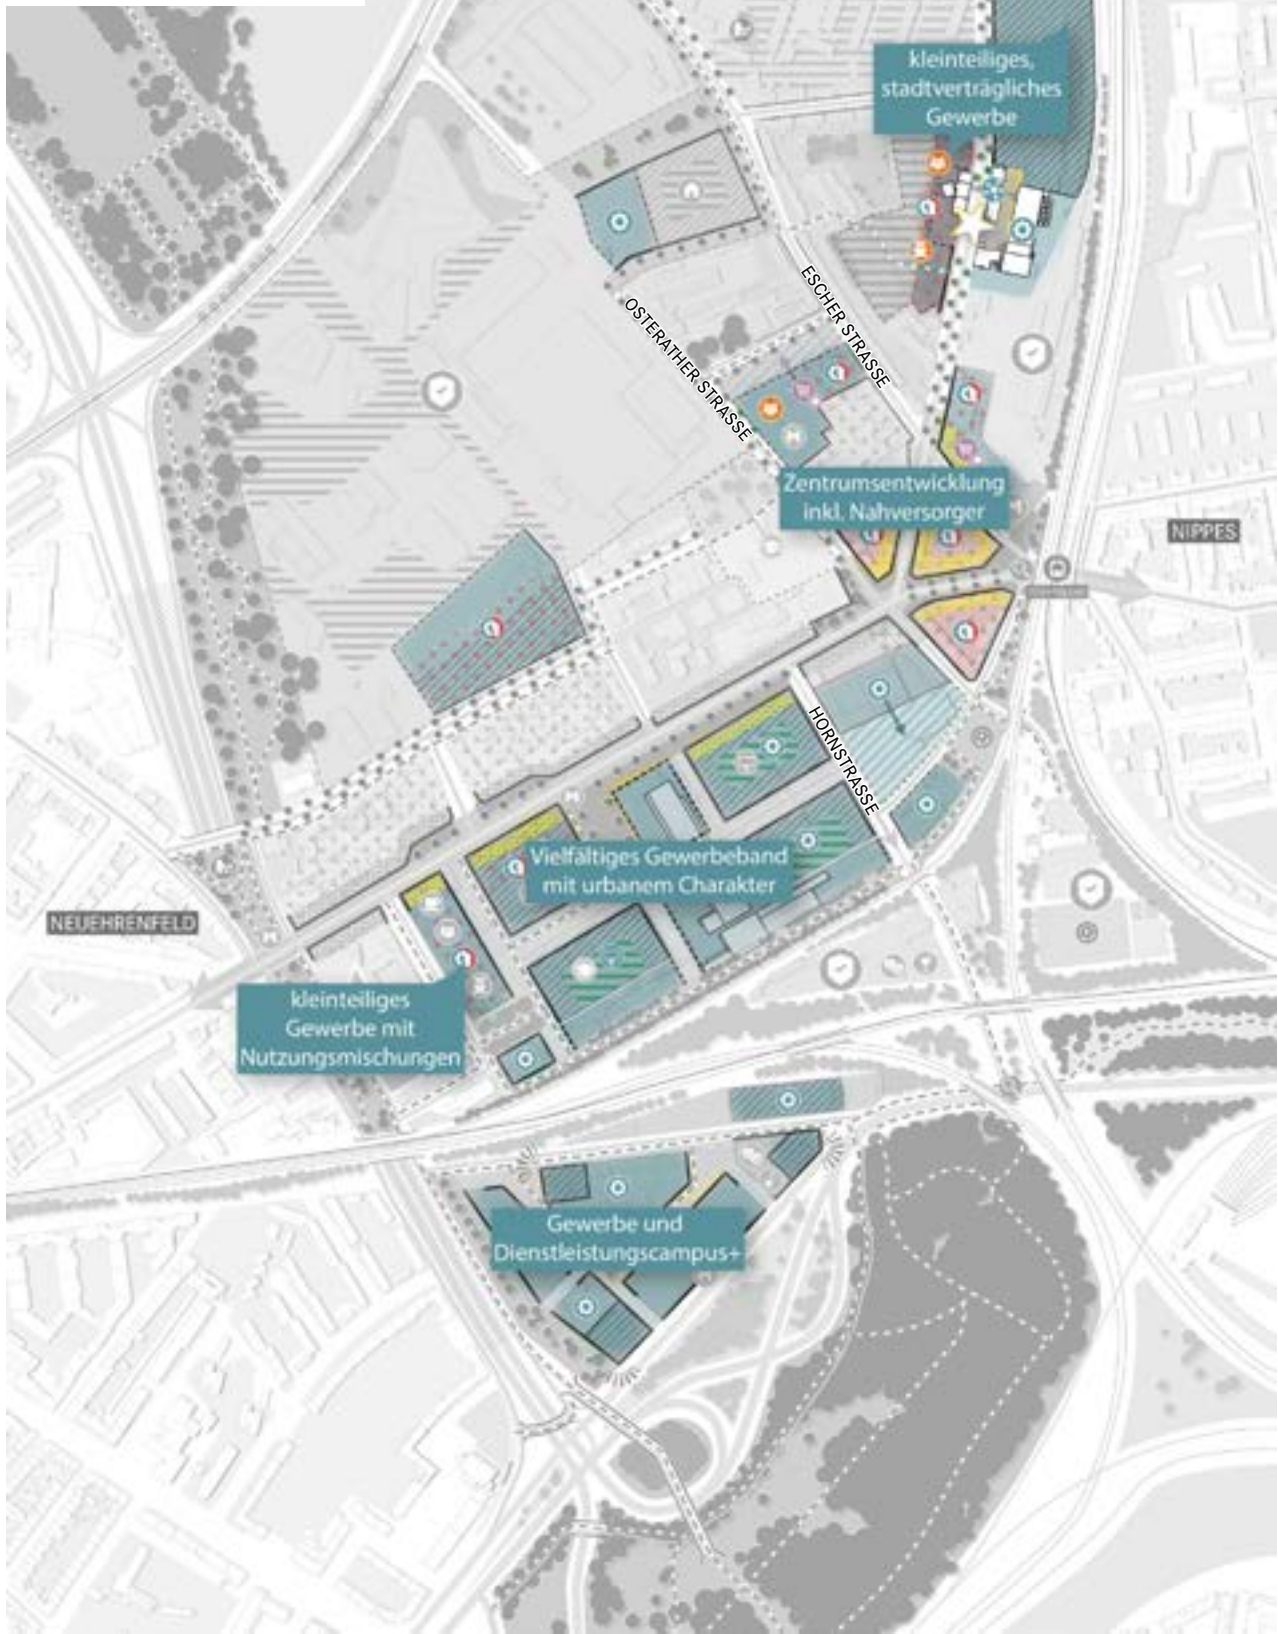 kleinteiliges,
stadtverträgliches
Gewerbe
ESCHER STRASSE
OSTERATHER STRASSE
Zentrumsentwicklung
inkl. Nahversorger
NIPPES
HORNSTRASSE
Vielfältiges Gewerbeband
mit urbanem Charakter
NEUEHRENFELD
kleinteiliges
Gewerbe mit
Nutzungsmischungen
Gewerbe und
Dienstleistungscampus+